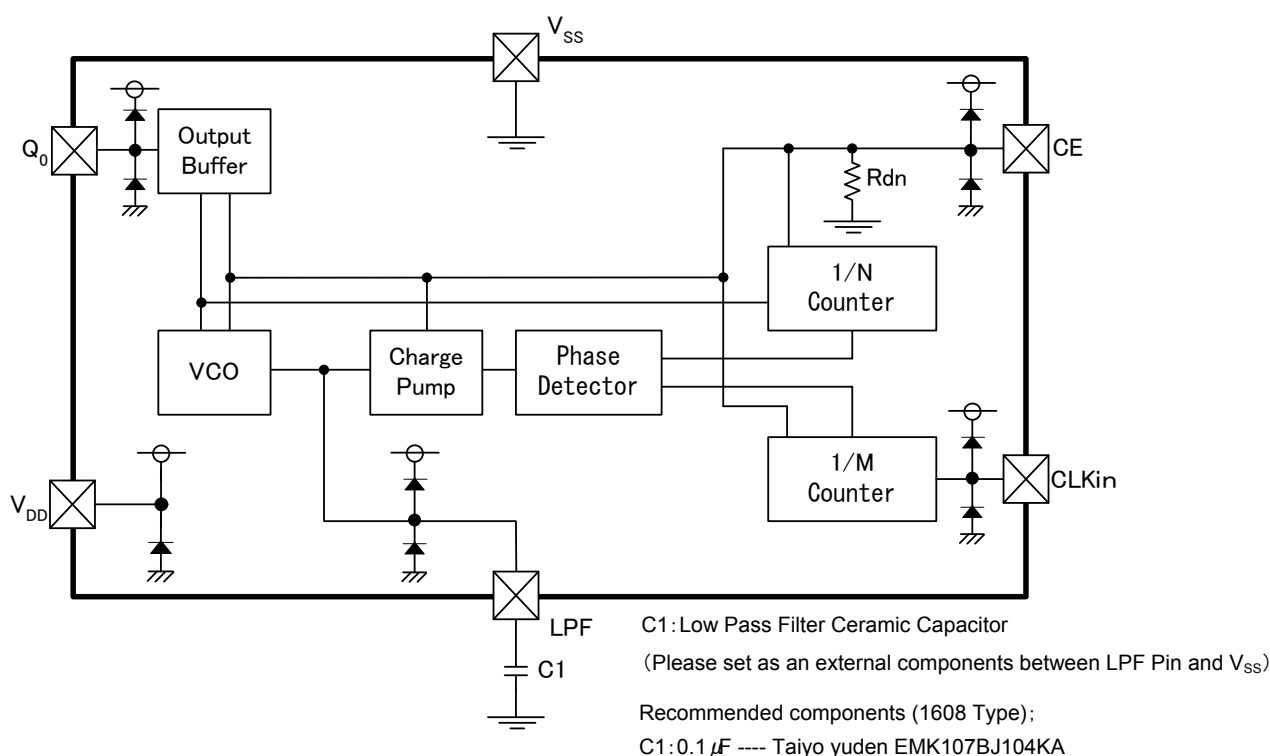 VSS
Q0
Output
Buffer
CE
Rdn
1/N
Counter
VCO
Charge
Pump
Phase
Detector
1/M
Counter
CLKin
VDD
LPF
C1
C1:Low Pass Filter Ceramic Capacitor
(Please set as an external components between LPF Pin and VSS)
Recommended components (1608 Type);
C1:0.1 μF ---- Taiyo yuden EMK107BJ104KA